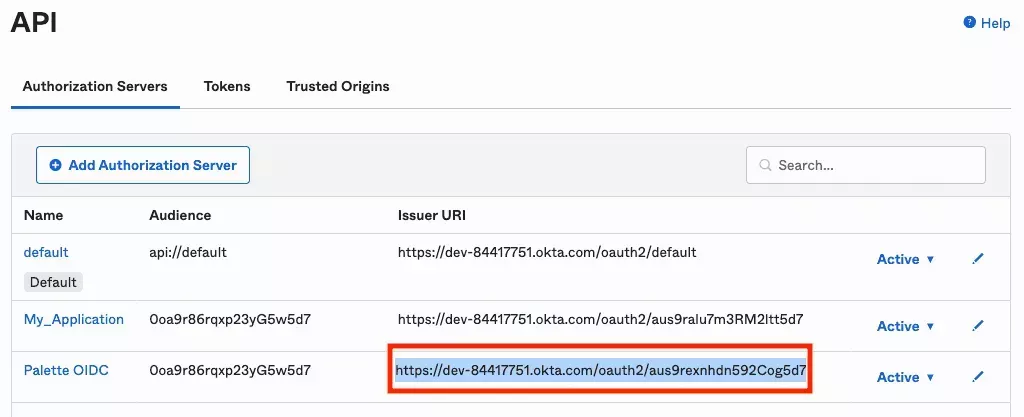 API
Help
Authorization Servers Tokens Trusted Origins
Add Authorization Server Search...
Name Audience Issuer URI
default api://default https://dev-84417751.okta.com/oauth2/default Active
Default
My_Application 0oa9r86rqxp23yG5w5d7 https://dev-84417751.okta.com/oauth2/aus9ralu7m3RM2Itt5d7 Active
Palette OIDC 0oa9r86rqxp23yG5w5d7 https://dev-84417751.okta.com/oauth2/aus9rexnhdn592Cog5d7 Active